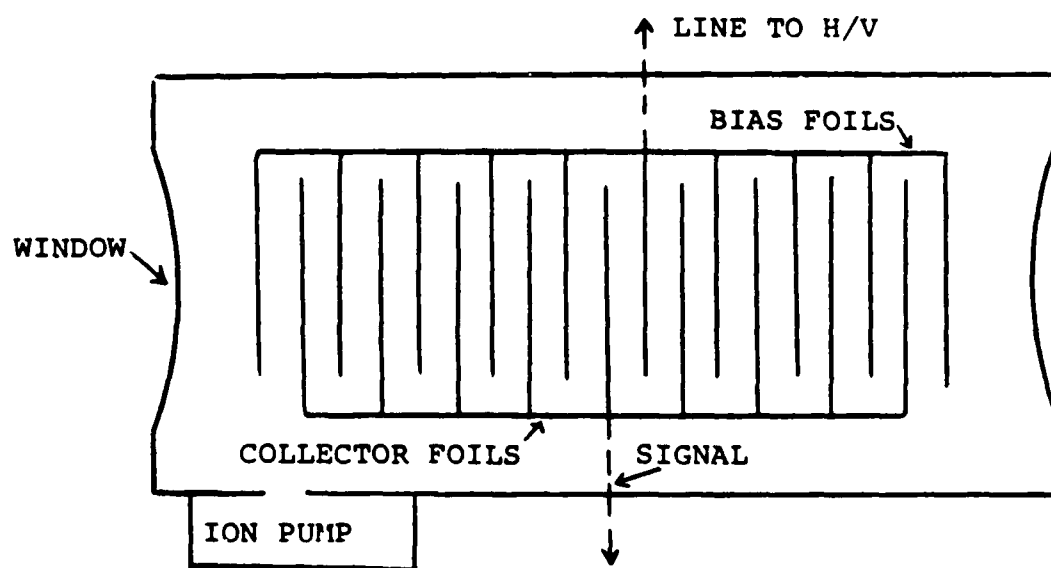 LINE TO H/V
BIAS FOILS
WINDOW
COLLECTOR FOILS
SIGNAL
ION PUMP